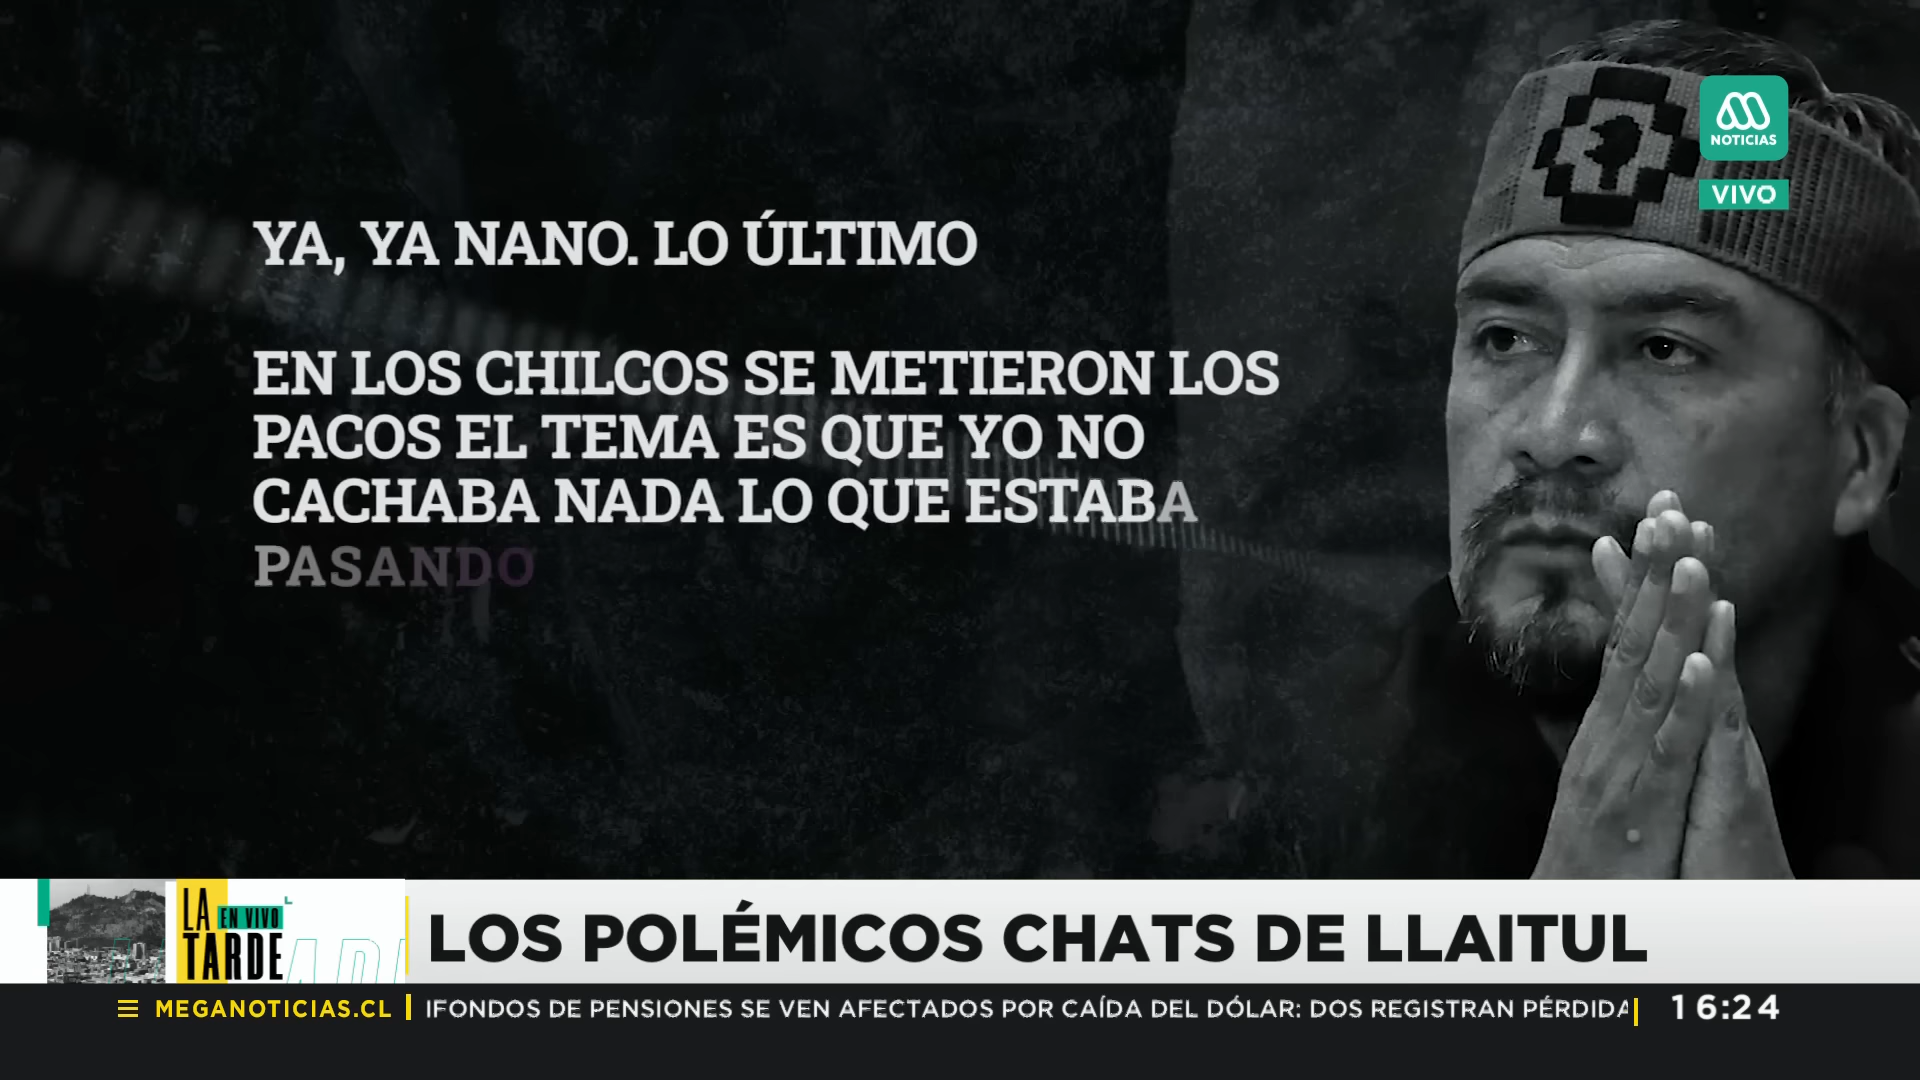 NOTICIAS
VIVO
YA, YA NANO. LO ÚLTIMO
EN LOS CHILCOS SE METIERON LOS
PACOS EL TEMA ES QUE YO NO
CACHABA NADA LO QUE ESTABA
PASANDO
LA
EN VIVO
TARDE
LOS POLÉMICOS CHATS DE LLAITUL
MEGANOTICIAS.CL
FONDOS DE PENSIONES SE VEN AFECTADOS POR CAÍDA DEL DÓLAR: DOS REGISTRAN PÉRDIDA
16:24